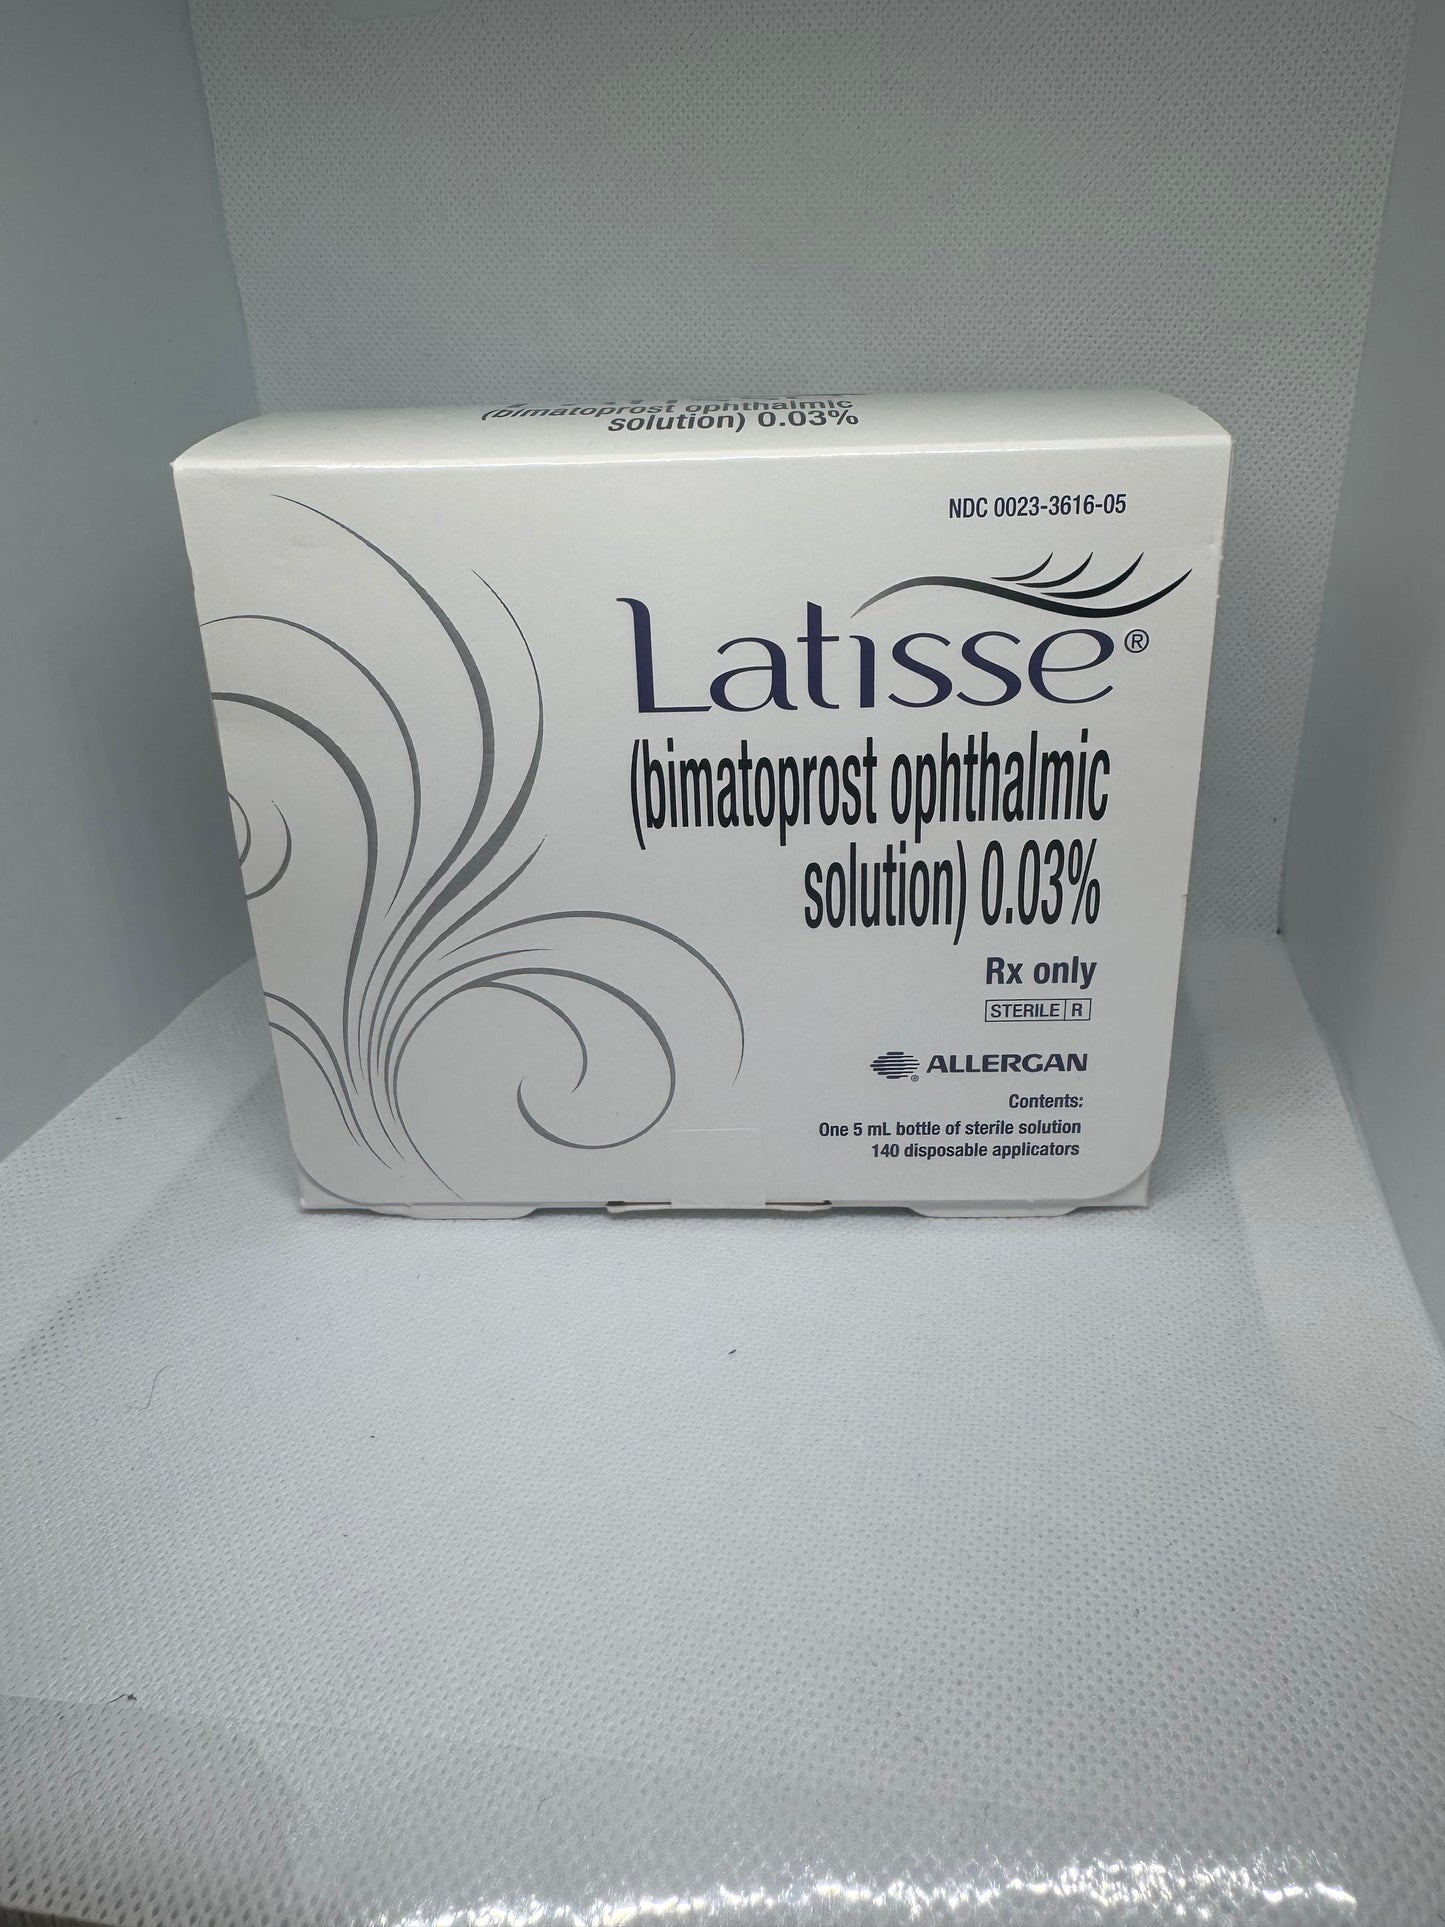 (bimatoprost ophthalmic
solution) 0.03%
NDC 0023-3616-05
Latisse®
(bimatoprost ophthalmic
solution) 0.03%
Rx only
STERILE R
ALLERGAN
Contents:
One 5 mL bottle of sterile solution
140 disposable applicators